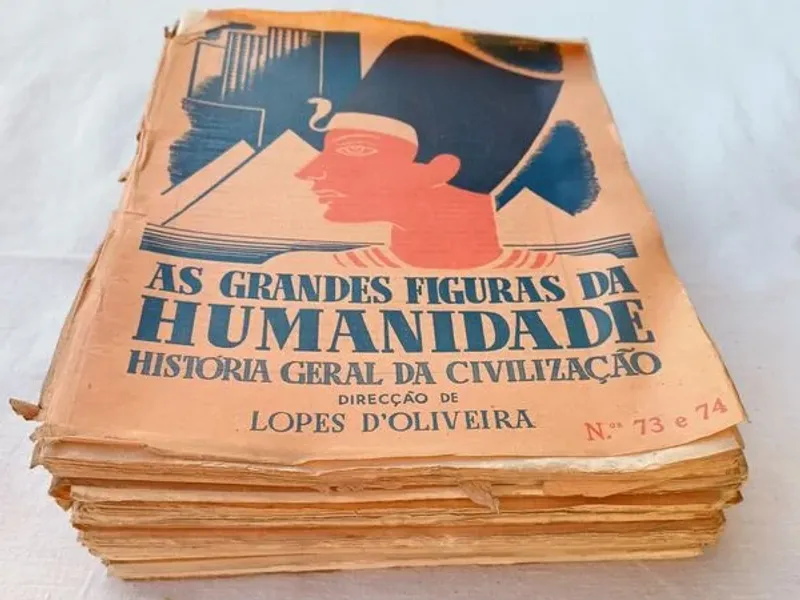 AS GRANDES FIGURAS DA
HUMANIDADE
HISTÓRIA GERAL DA CIVILIZAÇÃO
DIRECÇÃO DE
LOPES D'OLIVEIRA
N.os 73 e 74